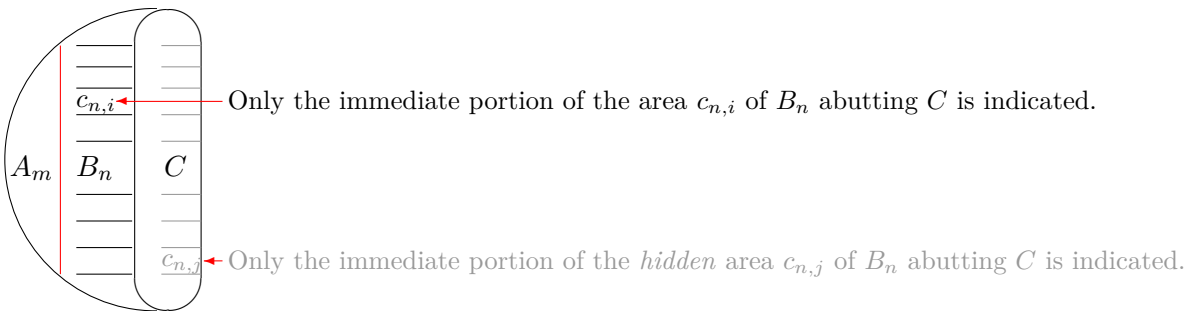 $c_{n,i}$ Only the immediate portion of the area $c_{n,i}$ of $B_n$ abutting $C$ is indicated.
$A_m$ $B_n$ $C$
$c_{n,j}$ Only the immediate portion of the hidden area $c_{n,j}$ of $B_n$ abutting $C$ is indicated.